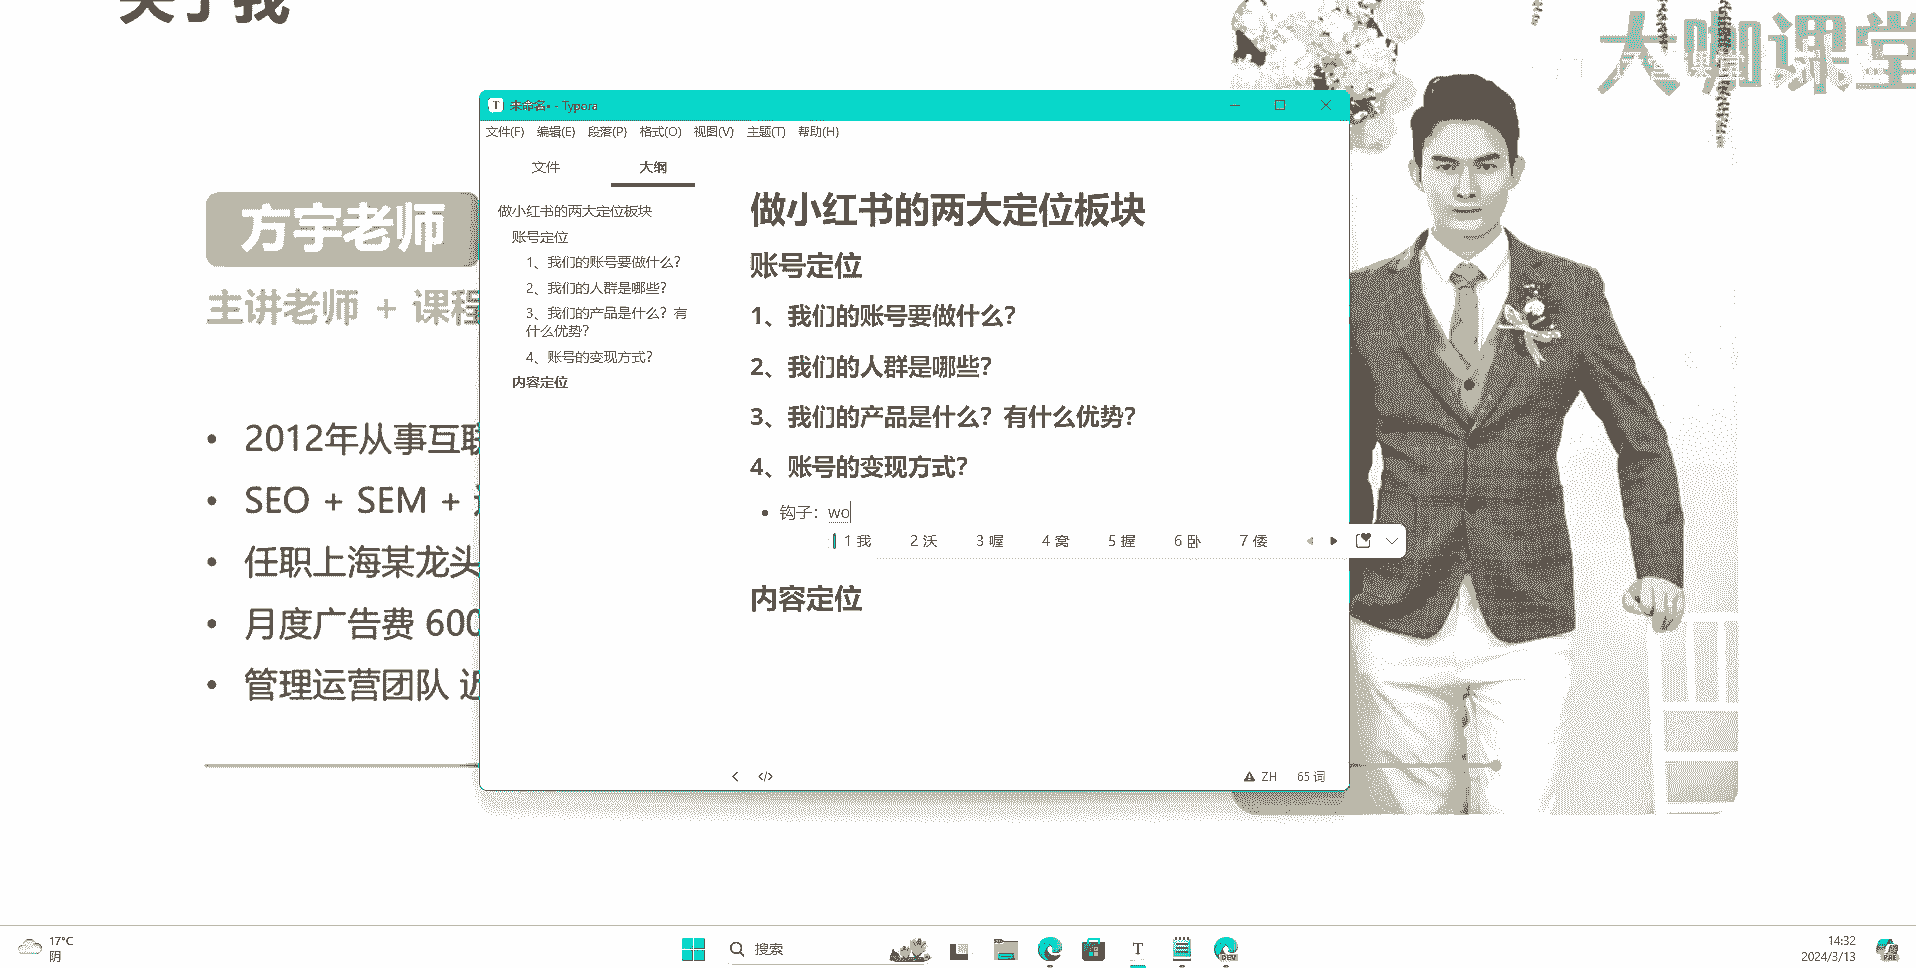 关于我
大咖课堂
方宇老师
主讲老师 + 课程
2012年从事互联
SEO + SEM +
任职上海某龙头
月度广告费 600
管理运营团队 近
未命名• - Typora
文件(F) 编辑(E) 段落(P) 格式(O) 视图(V) 主题(T) 帮助(H)
文件 大纲
做小红书的两大定位板块
账号定位
1、我们的账号要做什么？
2、我们的人群是哪些？
3、我们的产品是什么？有
什么优势？
4、账号的变现方式？
内容定位
做小红书的两大定位板块
账号定位
1、我们的账号要做什么？
2、我们的人群是哪些？
3、我们的产品是什么？有什么优势？
4、账号的变现方式？
钩子：wo
1 我 2 沃 3 喔 4 窝 5 握 6 卧 7 倭
内容定位
ZH 65 词
17°C
阴
搜索
DEV
14:32
2024/3/13
PRE